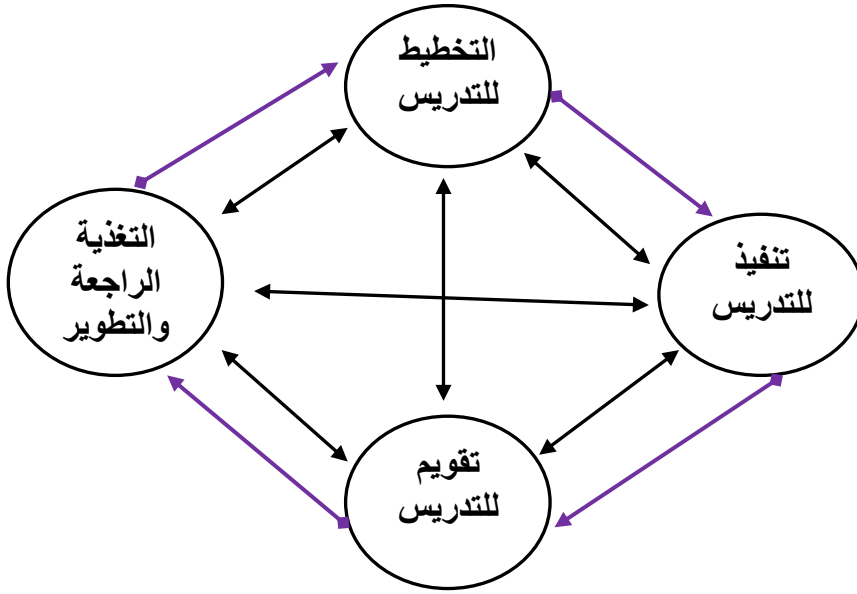 التخطيط
للتدريس
تنفيذ
للتدريس
التغذية
الراجعة
والتطوير
تقويم
للتدريس